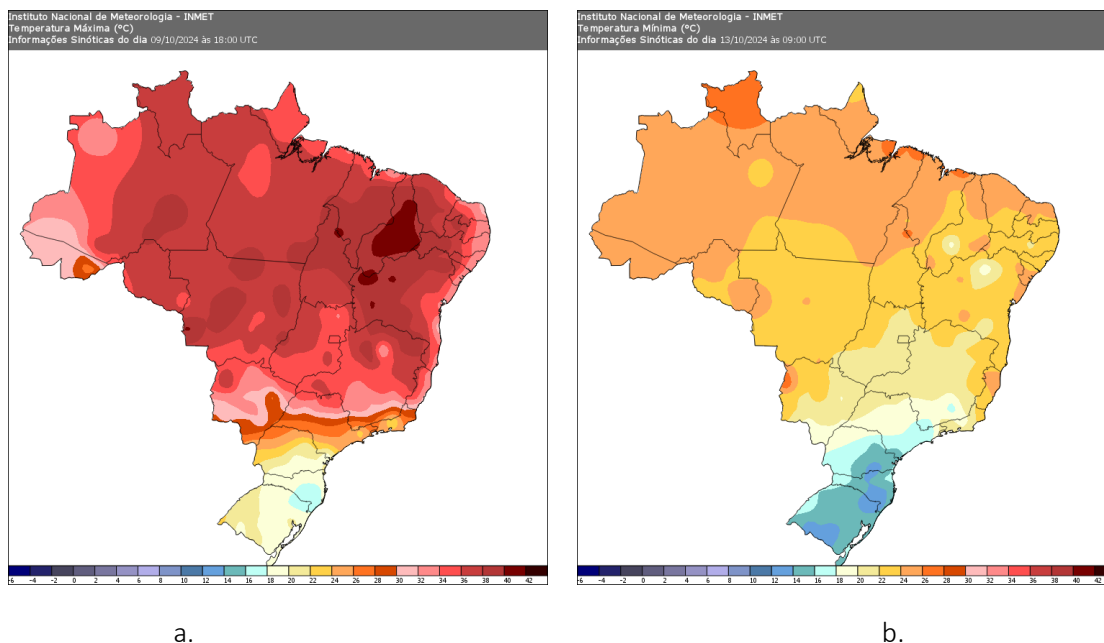 Instituto Nacional de Meteorologia - INMET
Temperatura Máxima (°C)
Informações Sinóticas do dia 09/10/2024 às 18:00 UTC
-6 -4 -2 0 2 4 6 8 10 12 14 16 18 20 22 24 26 28 30 32 34 36 38 40 42
a.
Instituto Nacional de Meteorologia - INMET
Temperatura Mínima (°C)
Informações Sinóticas do dia 13/10/2024 às 09:00 UTC
-6 -4 -2 0 2 4 6 8 10 12 14 16 18 20 22 24 26 28 30 32 34 36 38 40 42
b.